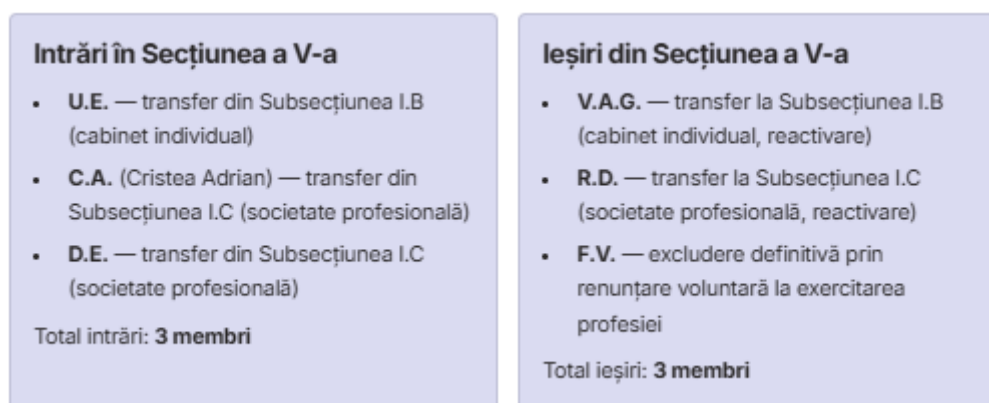 Intrări în Secțiunea a V-a
• U.E. — transfer din Subsecțiunea I.B
(cabinet individual)
• C.A. (Cristea Adrian) — transfer din
Subsecțiunea I.C (societate profesională)
• D.E. — transfer din Subsecțiunea I.C
(societate profesională)
Total intrări: 3 membri
Ieșiri din Secțiunea a V-a
• V.A.G. — transfer la Subsecțiunea I.B
(cabinet individual, reactivare)
• R.D. — transfer la Subsecțiunea I.C
(societate profesională, reactivare)
• F.V. — excludere definitivă prin
renunțare voluntară la exercitarea
profesiei
Total ieșiri: 3 membri